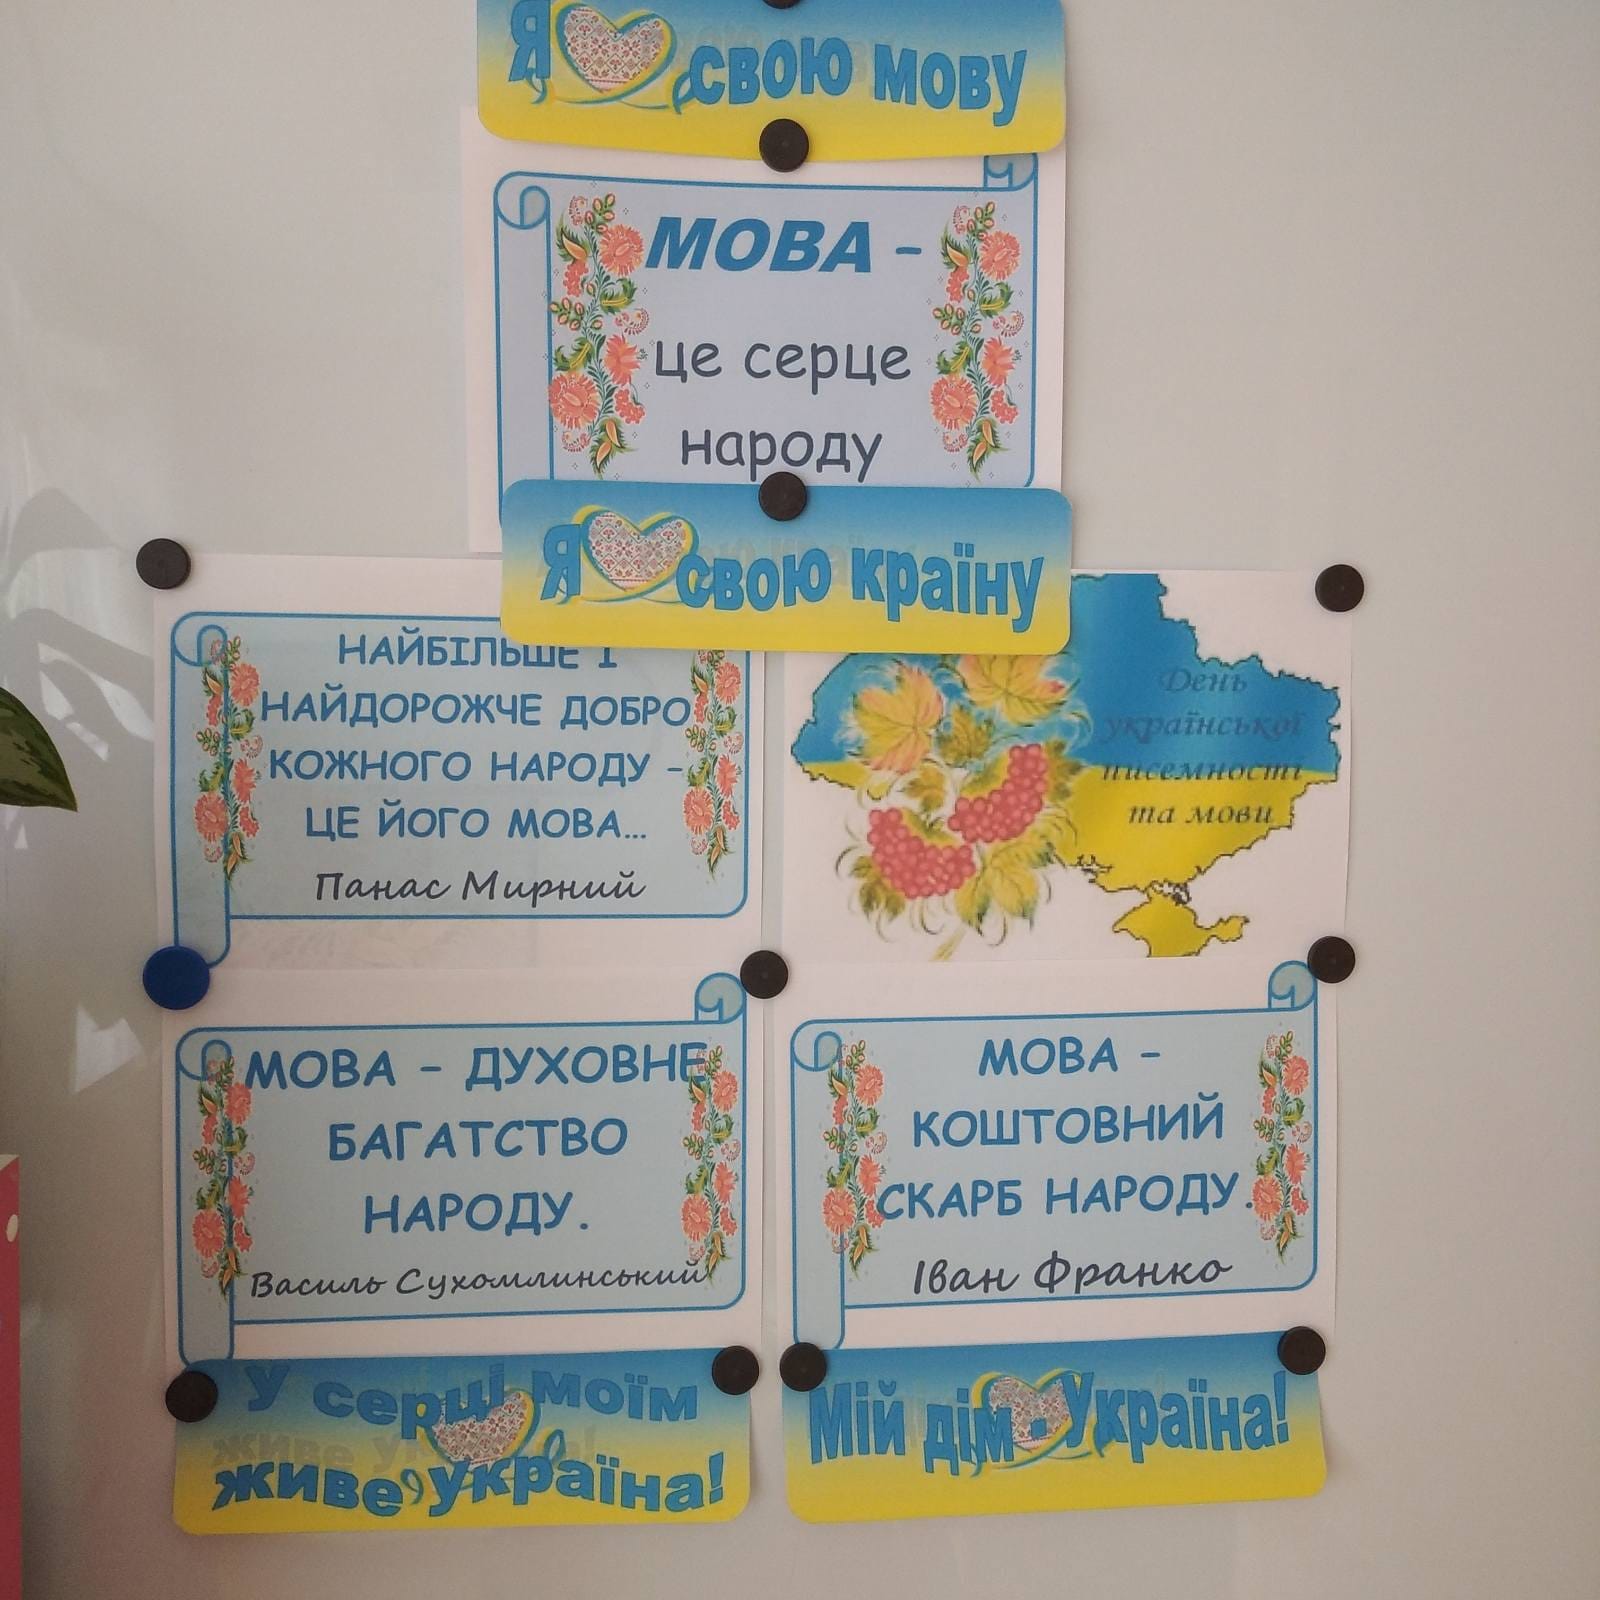 Я свою мову
МОВА –
це серце
народу
Я свою країну
НАЙБІЛЬШЕ І
НАЙДОРОЖЧЕ ДОБРО
КОЖНОГО НАРОДУ –
ЦЕ ЙОГО МОВА...
Панас Мирний
День
української
писемності
та мови
МОВА – ДУХОВНЕ
БАГАТСТВО
НАРОДУ.
Василь Сухомлинський
МОВА –
КОШТОВНИЙ
СКАРБ НАРОДУ.
Іван Франко
У серці моїм
живе Україна!
Мій дім - Україна!